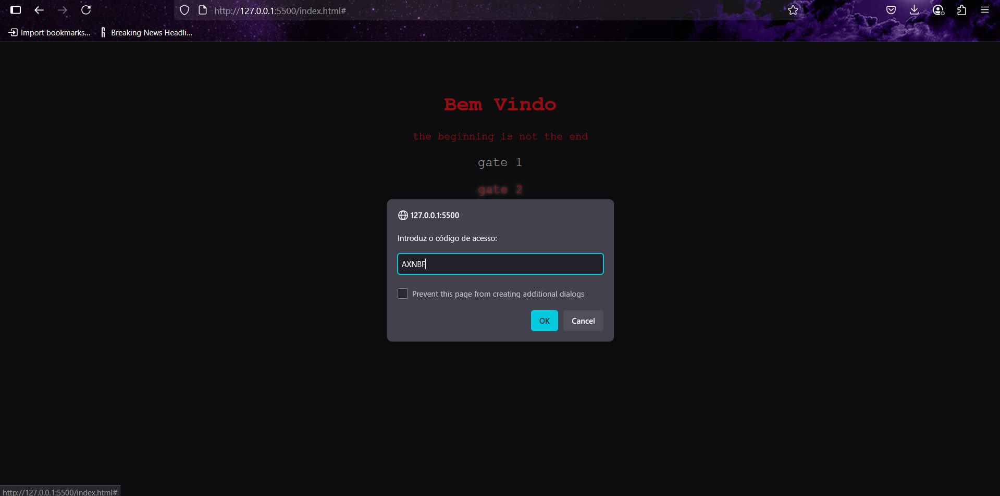 http://127.0.0.1:5500/index.html#
Import bookmarks... Breaking News Headli...
Bem Vindo
the beginning is not the end
gate 1
gate 2
127.0.0.1:5500
Introduz o código de acesso:
AXNBF
Prevent this page from creating additional dialogs
OK Cancel
http://127.0.0.1:5500/index.html#